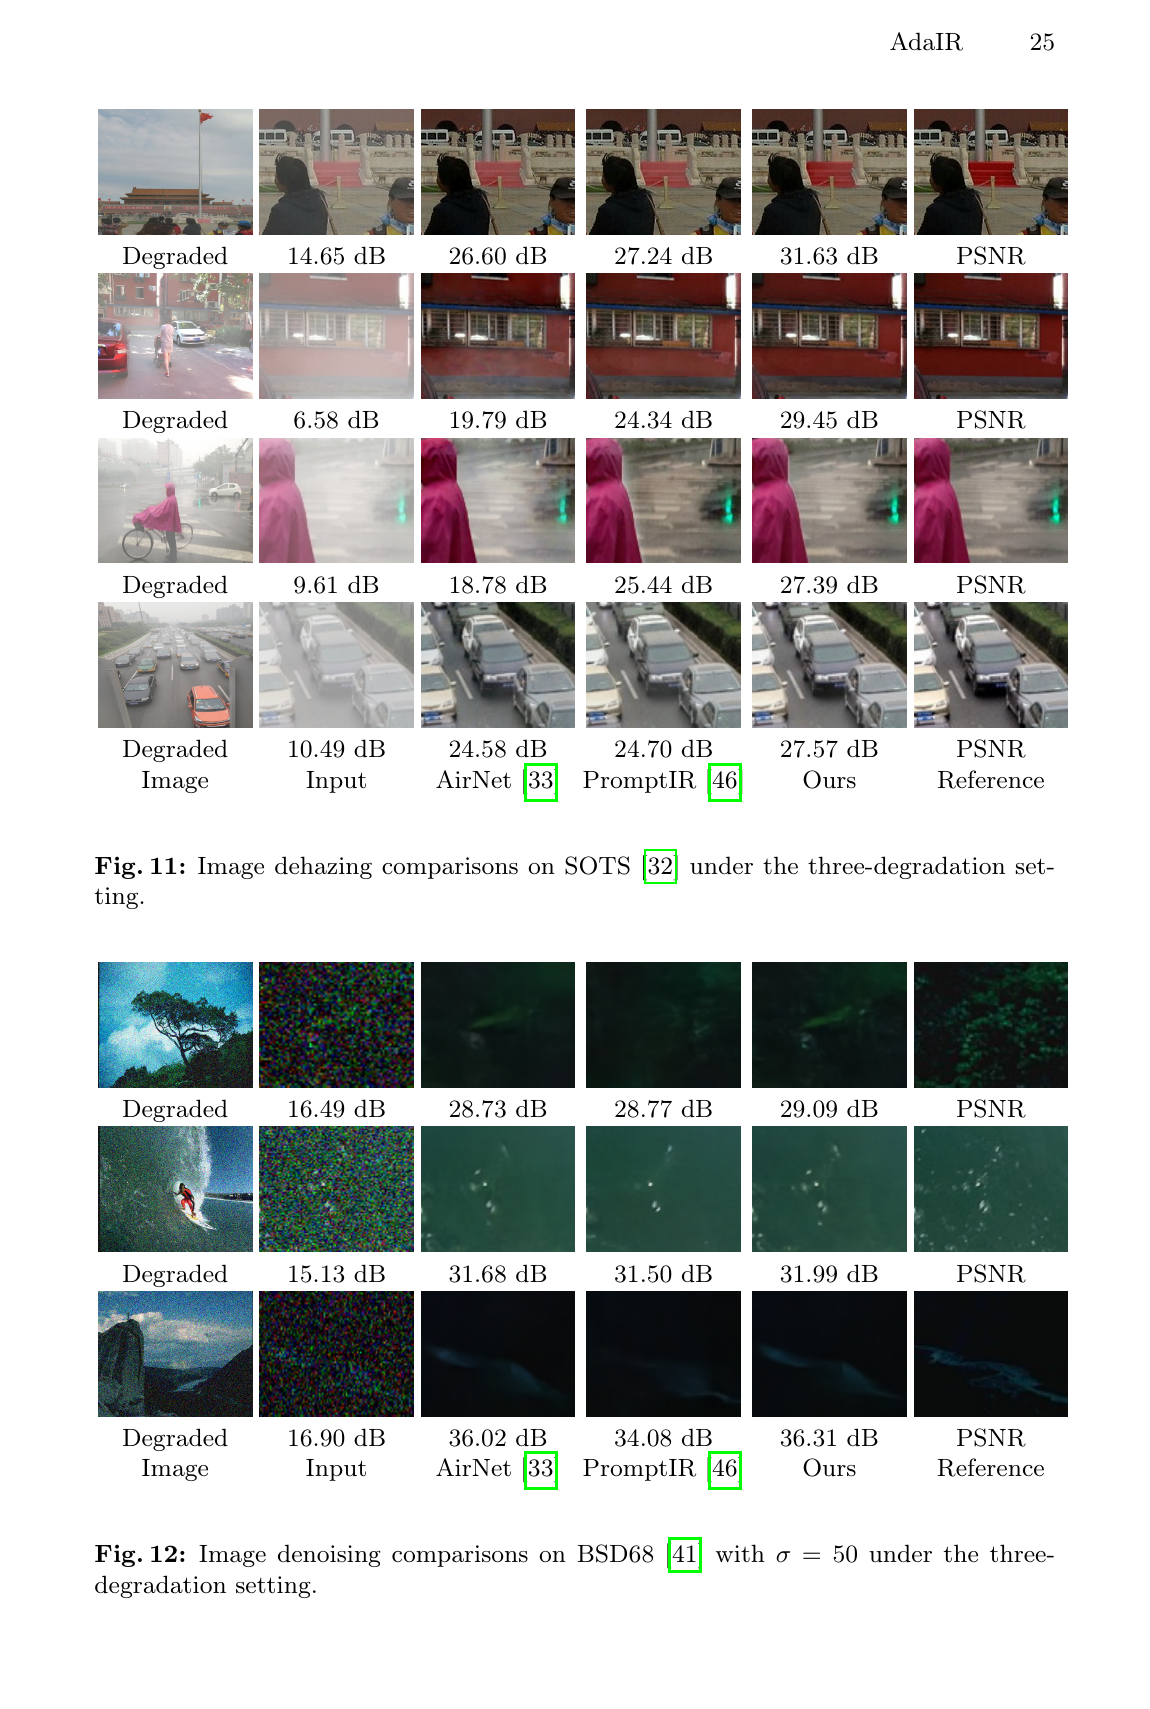 AdaIR 25
Degraded 14.65 dB 26.60 dB 27.24 dB 31.63 dB PSNR
Degraded 6.58 dB 19.79 dB 24.34 dB 29.45 dB PSNR
Degraded 9.61 dB 18.78 dB 25.44 dB 27.39 dB PSNR
Degraded 10.49 dB 24.58 dB 24.70 dB 27.57 dB PSNR
Image Input AirNet [33] PromptIR [46] Ours Reference
Fig. 11: Image dehazing comparisons on SOTS [32] under the three-degradation set-
ting.
Degraded 16.49 dB 28.73 dB 28.77 dB 29.09 dB PSNR
Degraded 15.13 dB 31.68 dB 31.50 dB 31.99 dB PSNR
Degraded 16.90 dB 36.02 dB 34.08 dB 36.31 dB PSNR
Image Input AirNet [33] PromptIR [46] Ours Reference
Fig. 12: Image denoising comparisons on BSD68 [41] with σ = 50 under the three-
degradation setting.